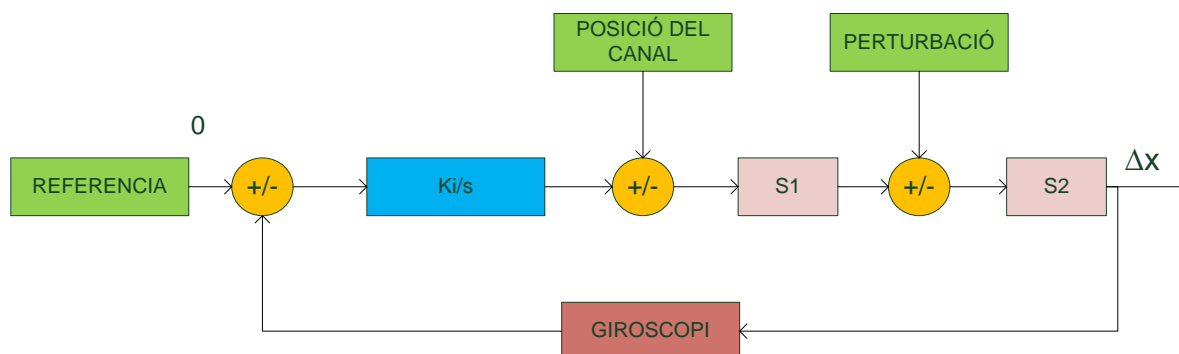 POSICIÓ DEL
CANAL
PERTURBACIÓ
0
REFERENCIA
+/-
Ki/s
+/-
S1
+/-
S2
Δx
GIROSCOPI